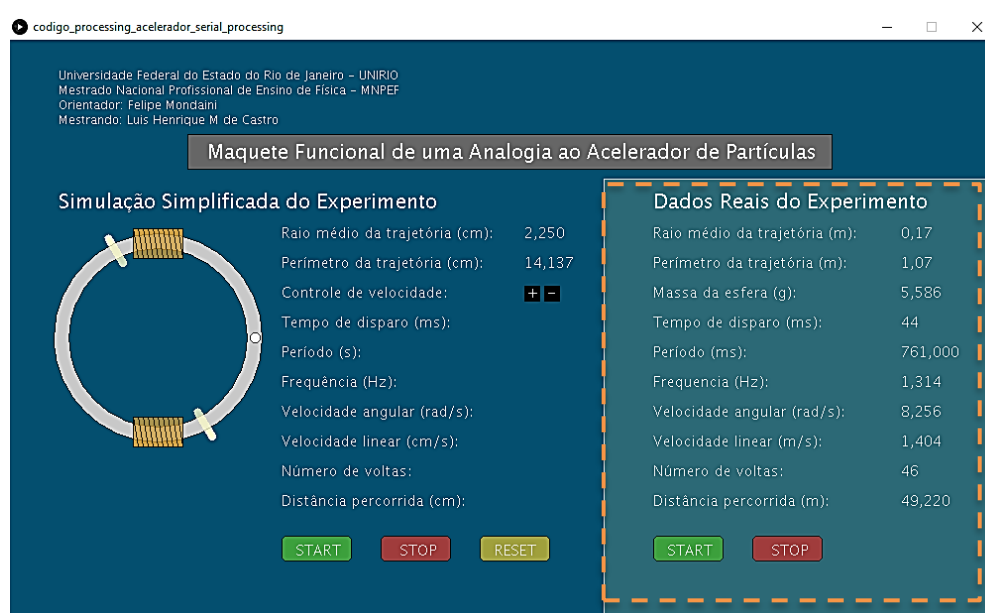 codigo_processing_acelerador_serial_processing
Universidade Federal do Estado do Rio de Janeiro – UNIRIO
Mestrado Nacional Profissional de Ensino de Física – MNPEF
Orientador: Felipe Mondaini
Mestrando: Luis Henrique M de Castro
Maquete Funcional de uma Analogia ao Acelerador de Partículas
Simulação Simplificada do Experimento
Raio médio da trajetória (cm): 2,250
Perímetro da trajetória (cm): 14,137
Controle de velocidade: + −
Tempo de disparo (ms):
Período (s):
Frequência (Hz):
Velocidade angular (rad/s):
Velocidade linear (cm/s):
Número de voltas:
Distância percorrida (cm):
START STOP RESET
Dados Reais do Experimento
Raio médio da trajetória (m): 0,17
Perímetro da trajetória (m): 1,07
Massa da esfera (g): 5,586
Tempo de disparo (ms): 44
Período (ms): 761,000
Frequencia (Hz): 1,314
Velocidade angular (rad/s): 8,256
Velocidade linear (m/s): 1,404
Número de voltas: 46
Distância percorrida (m): 49,220
START STOP